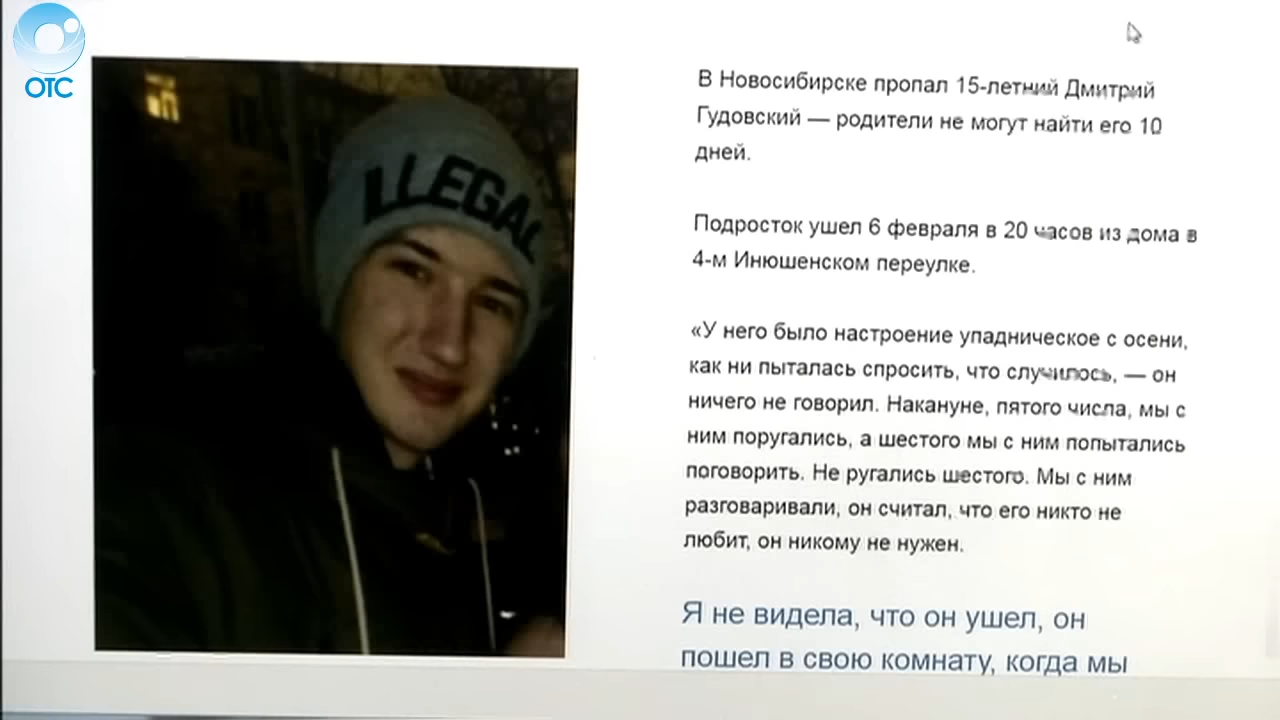 ОТС
ILLEGAL
В Новосибирске пропал 15-летний Дмитрий
Гудовский — родители не могут найти его 10
дней.
Подросток ушел 6 февраля в 20 часов из дома в
4-м Инюшенском переулке.
«У него было настроение упадническое с осени,
как ни пыталась спросить, что случилось, — он
ничего не говорил. Накануне, пятого числа, мы с
ним поругались, а шестого мы с ним попытались
поговорить. Не ругались шестого. Мы с ним
разговаривали, он считал, что его никто не
любит, он никому не нужен.
Я не видела, что он ушел, он
пошел в свою комнату, когда мы